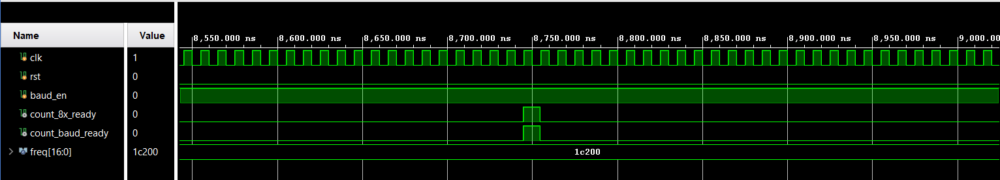 Name Value
8,550.000 ns 8,600.000 ns 8,650.000 ns 8,700.000 ns 8,750.000 ns 8,800.000 ns 8,850.000 ns 8,900.000 ns 8,950.000 ns 9,000.00
clk 1
rst 0
baud_en 0
count_8x_ready 0
count_baud_ready 0
freq[16:0] 1c200 1c200